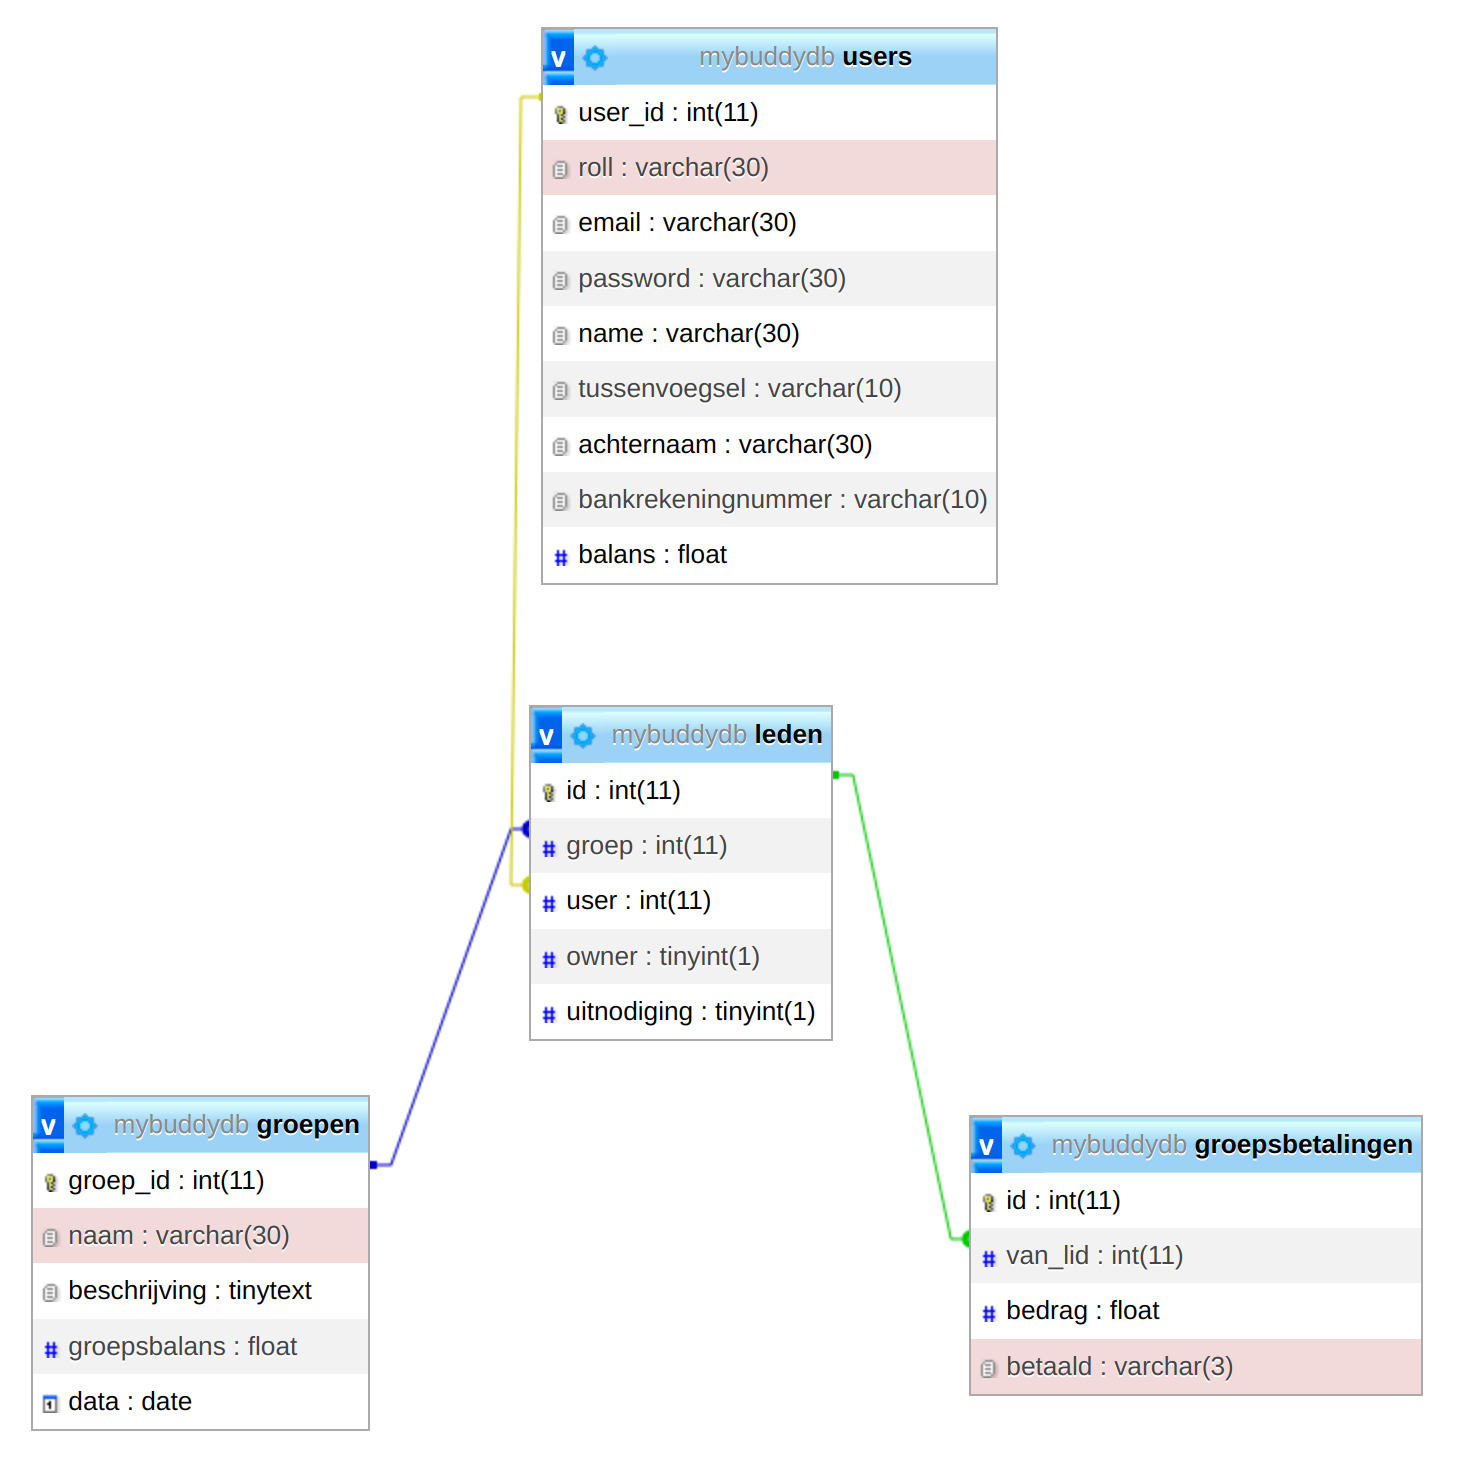 v mybuddydb users
user_id : int(11)
roll : varchar(30)
email : varchar(30)
password : varchar(30)
name : varchar(30)
tussenvoegsel : varchar(10)
achternaam : varchar(30)
bankrekeningnummer : varchar(10)
# balans : float
v mybuddydb leden
id : int(11)
# groep : int(11)
# user : int(11)
# owner : tinyint(1)
# uitnodiging : tinyint(1)
v mybuddydb groepen
groep_id : int(11)
naam : varchar(30)
beschrijving : tinytext
# groepsbalans : float
data : date
v mybuddydb groepsbetalingen
id : int(11)
# van_lid : int(11)
# bedrag : float
betaald : varchar(3)